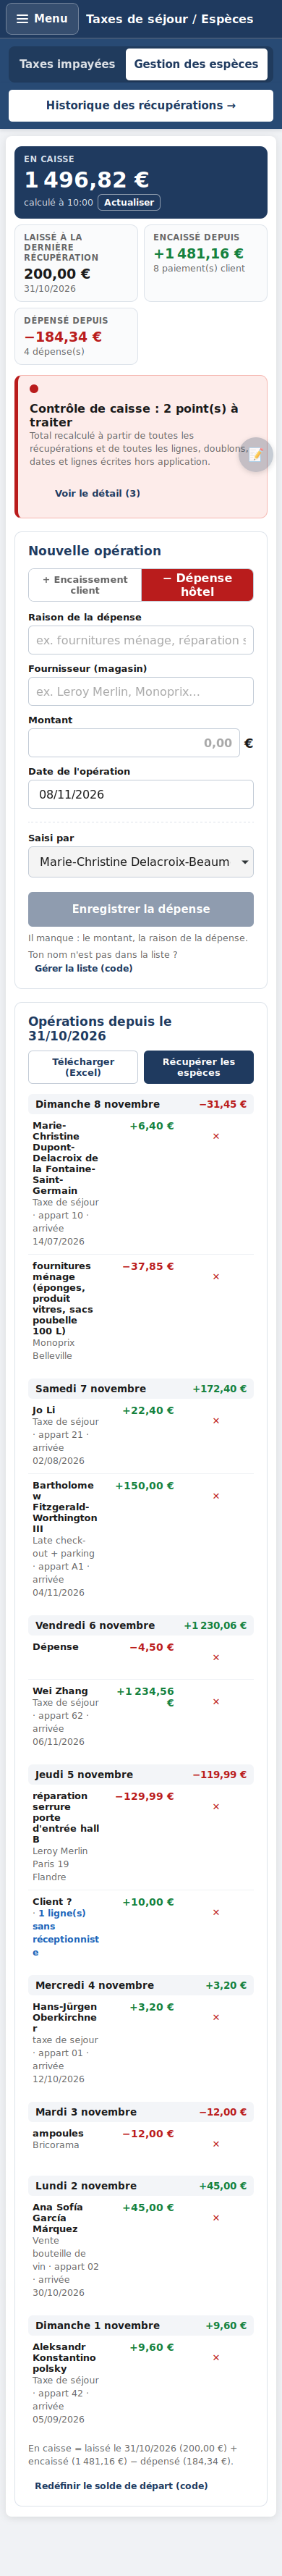 Menu
Taxes de séjour / Espèces
Taxes impayées
Gestion des espèces
Historique des récupérations →
EN CAISSE
1 496,82 €
calculé à 10:00
Actualiser
LAISSÉ À LA
DERNIÈRE
RÉCUPÉRATION
200,00 €
31/10/2026
ENCAISSÉ DEPUIS
+1 481,16 €
8 paiement(s) client
DÉPENSÉ DEPUIS
−184,34 €
4 dépense(s)
Contrôle de caisse : 2 point(s) à
traiter
Total recalculé à partir de toutes les
récupérations et de toutes les lignes, doublons,
dates et lignes écrites hors application.
Voir le détail (3)
Nouvelle opération
+ Encaissement
client
− Dépense
hôtel
Raison de la dépense
ex. fournitures ménage, réparation s
Fournisseur (magasin)
ex. Leroy Merlin, Monoprix...
Montant
0,00 €
Date de l'opération
08/11/2026
Saisi par
Marie-Christine Delacroix-Beaum
Enregistrer la dépense
Il manque : le montant, la raison de la dépense.
Ton nom n'est pas dans la liste ?
Gérer la liste (code)
Opérations depuis le
31/10/2026
Télécharger
(Excel)
Récupérer les
espèces
Dimanche 8 novembre −31,45 €
Marie-
Christine
Dupont-
Delacroix de
la Fontaine-
Saint-
Germain
Taxe de séjour
· appart 10 ·
arrivée
14/07/2026
+6,40 €
×
fournitures
ménage
(éponges,
produit
vitres, sacs
poubelle
100 L)
Monoprix
Belleville
−37,85 €
×
Samedi 7 novembre +172,40 €
Jo Li
Taxe de séjour
· appart 21 ·
arrivée
02/08/2026
+22,40 €
×
Bartholome
w
Fitzgerald-
Worthington
III
Late check-
out + parking
· appart A1 ·
arrivée
04/11/2026
+150,00 €
×
Vendredi 6 novembre +1 230,06 €
Dépense
−4,50 €
×
Wei Zhang
Taxe de séjour
· appart 62 ·
arrivée
06/11/2026
+1 234,56
€
×
Jeudi 5 novembre −119,99 €
réparation
serrure
porte
d'entrée hall
B
Leroy Merlin
Paris 19
Flandre
−129,99 €
×
Client ?
· 1 ligne(s)
sans
réceptionnist
e
+10,00 €
×
Mercredi 4 novembre +3,20 €
Hans-Jürgen
Oberkirchne
r
taxe de sejour
· appart 01 ·
arrivée
12/10/2026
+3,20 €
×
Mardi 3 novembre −12,00 €
ampoules
Bricorama
−12,00 €
×
Lundi 2 novembre +45,00 €
Ana Sofía
García
Márquez
Vente
bouteille de
vin · appart 02
· arrivée
30/10/2026
+45,00 €
×
Dimanche 1 novembre +9,60 €
Aleksandr
Konstantino
polsky
Taxe de séjour
· appart 42 ·
arrivée
05/09/2026
+9,60 €
×
En caisse = laissé le 31/10/2026 (200,00 €) +
encaissé (1 481,16 €) − dépensé (184,34 €).
Redéfinir le solde de départ (code)